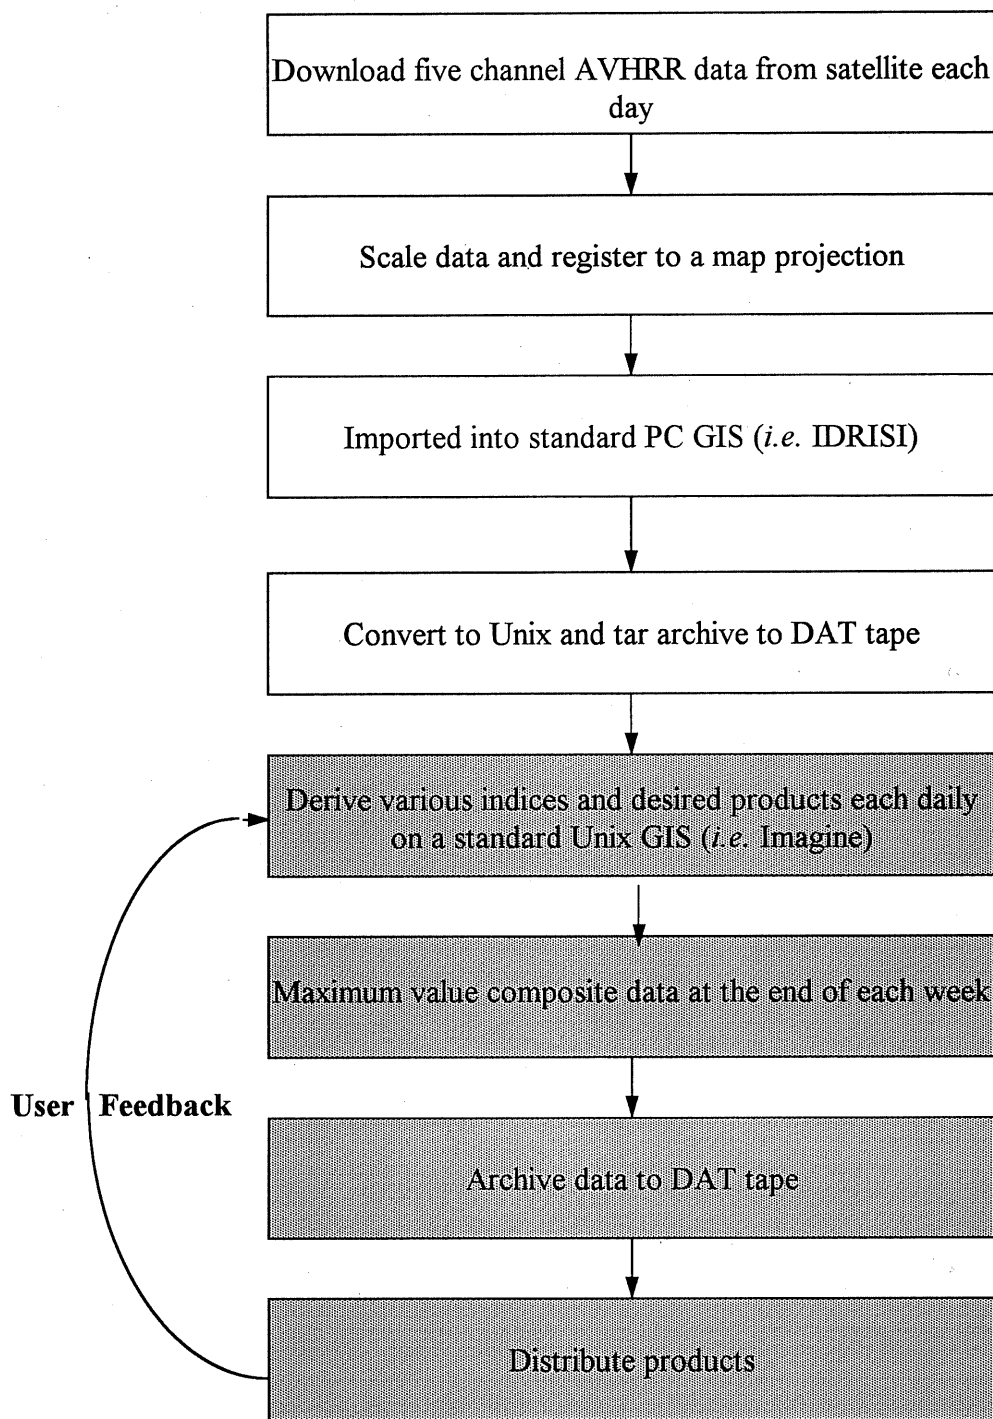 Download five channel AVHRR data from satellite each
day
Scale data and register to a map projection
Imported into standard PC GIS (i.e. IDRISI)
Convert to Unix and tar archive to DAT tape
Derive various indices and desired products each daily
on a standard Unix GIS (i.e. Imagine)
Maximum value composite data at the end of each week
User Feedback
Archive data to DAT tape
Distribute products